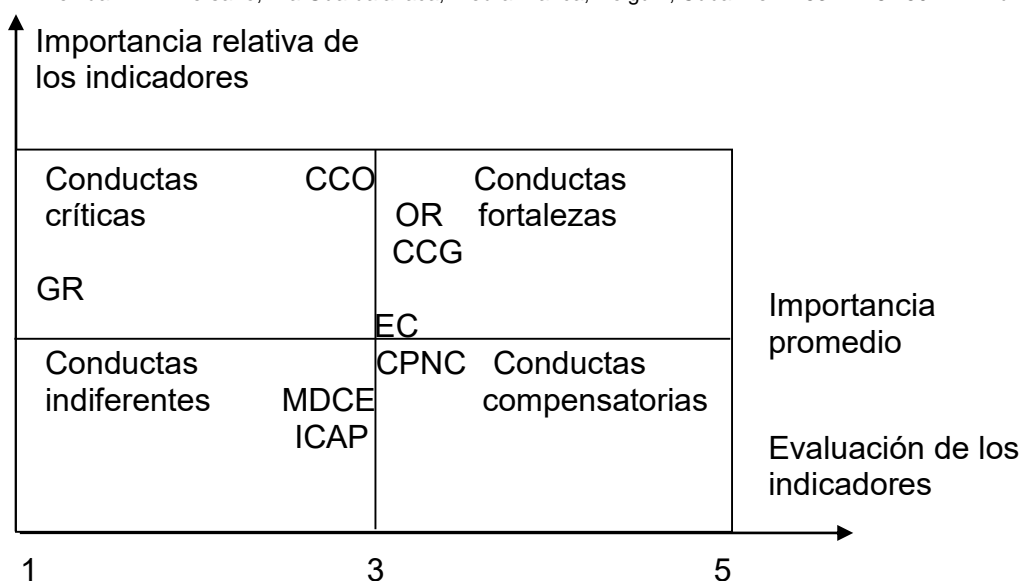 Importancia relativa de
los indicadores
Conductas
críticas
CCO
Conductas
fortalezas
OR
CCG
GR
EC
Importancia
promedio
Conductas
indiferentes
CPNC
Conductas
compensatorias
MDCE
ICAP
Evaluación de los
indicadores
1
3
5